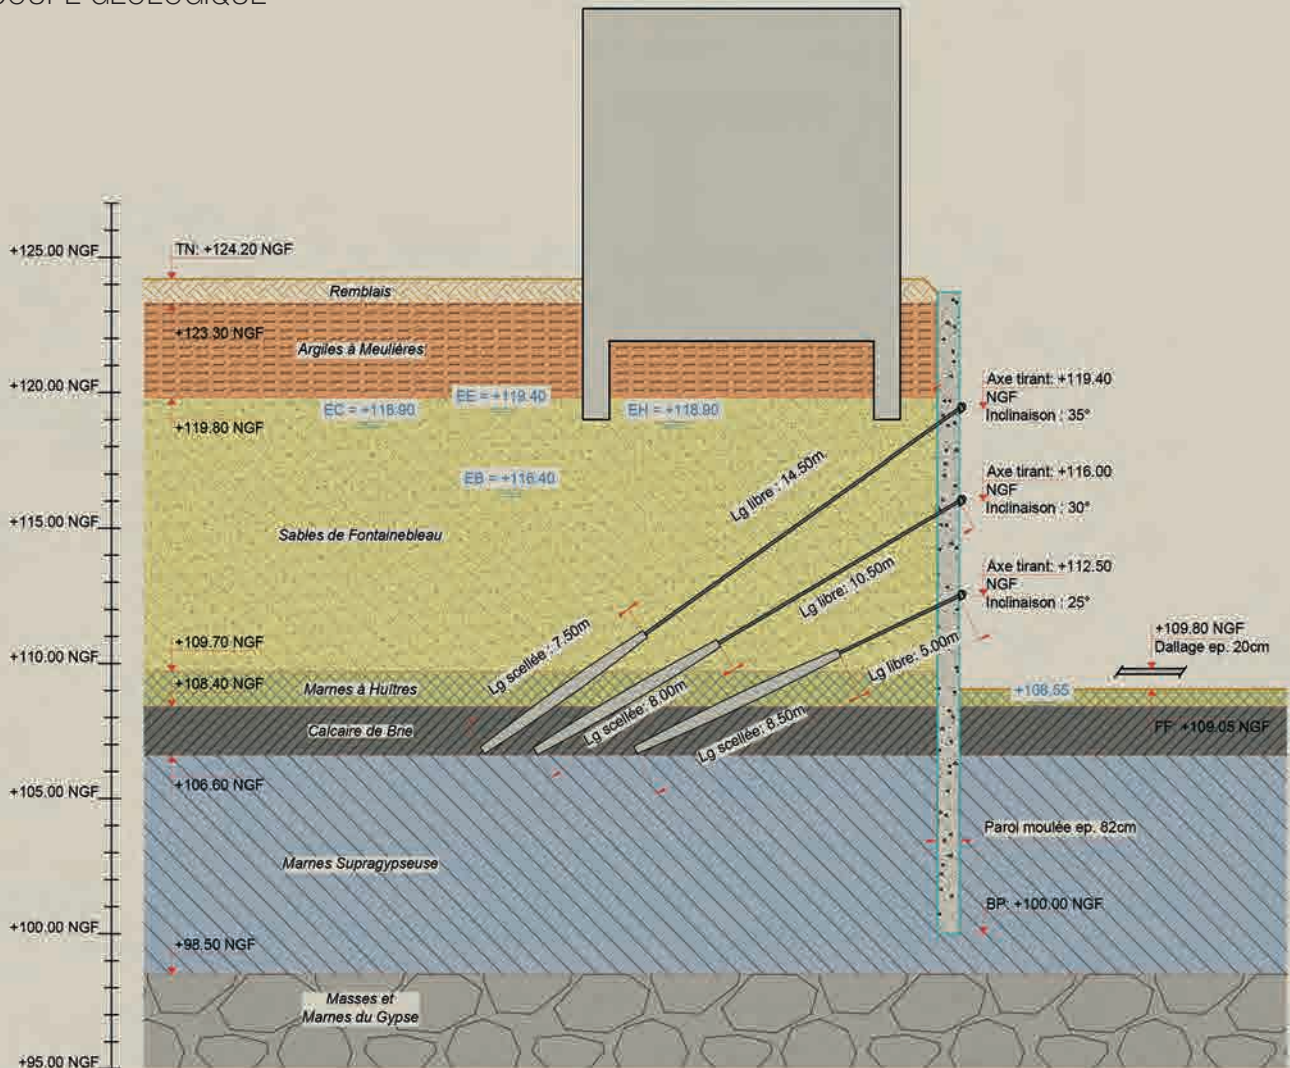 COUPE GÉOLOGIQUE
+125.00 NGF
TN: +124.20 NGF
Remblais
+123.30 NGF
Argiles à Meulières
+120.00 NGF
EE = +119.40
EC = +118.90
EH = +118.90
+119.80 NGF
Axe tirant: +119.40
NGF
Inclinaison : 35°
EB = +116.40
Lg libre : 14.50m
Axe tirant: +116.00
NGF
Inclinaison : 30°
+115.00 NGF
Sables de Fontainebleau
Lg libre: 10.50m
Axe tirant: +112.50
NGF
Inclinaison : 25°
+110.00 NGF
+109.70 NGF
Lg scellée : 7.50m
Lg libre: 5.00m
+109.80 NGF
Dallage ep. 20cm
+108.40 NGF
Marnes à Huîtres
Lg scellée: 8.00m
+108.55
Calcaire de Brie
Lg scellée: 8.50m
FF: +109.05 NGF
+105.00 NGF
+106.60 NGF
Paroi moulée ep. 82cm
Marnes Supragypseuse
BP: +100.00 NGF
+100.00 NGF
+98.50 NGF
Masses et
Marnes du Gypse
+95.00 NGF